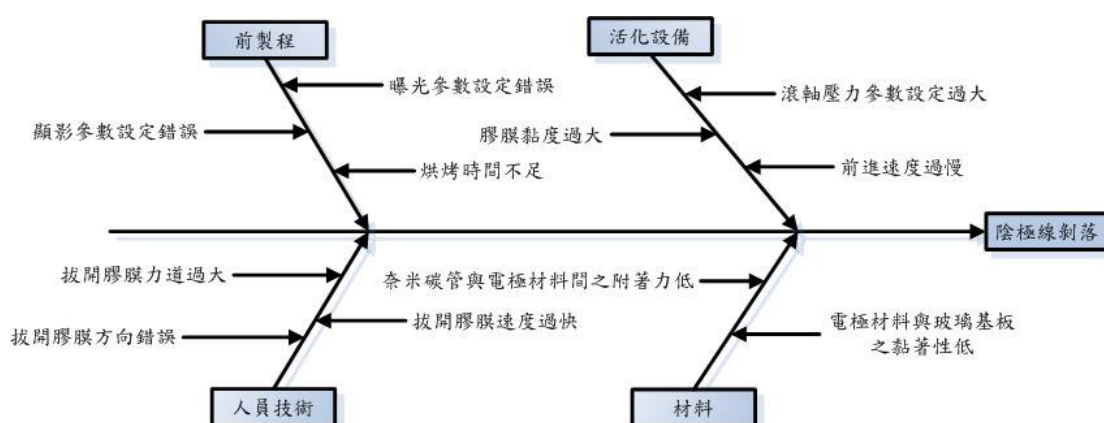 前製程
活化設備
曝光參數設定錯誤
滾軸壓力參數設定過大
顯影參數設定錯誤
膠膜黏度過大
烘烤時間不足
前進速度過慢
陰極線剝落
拔開膠膜力道過大
奈米碳管與電極材料間之附著力低
拔開膠膜方向錯誤
拔開膠膜速度過快
電極材料與玻璃基板
之黏著性低
人員技術
材料